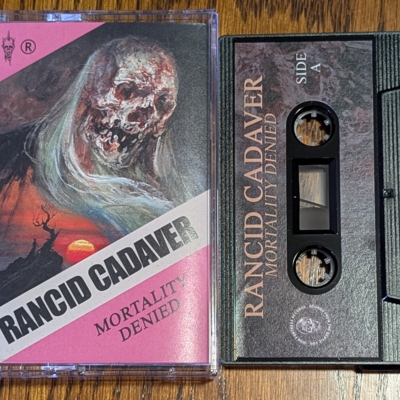 ®
RANCID CADAVER
MORTALITY
DENIED
RANCID CADAVER
MORTALITY DENIED
SIDE
A